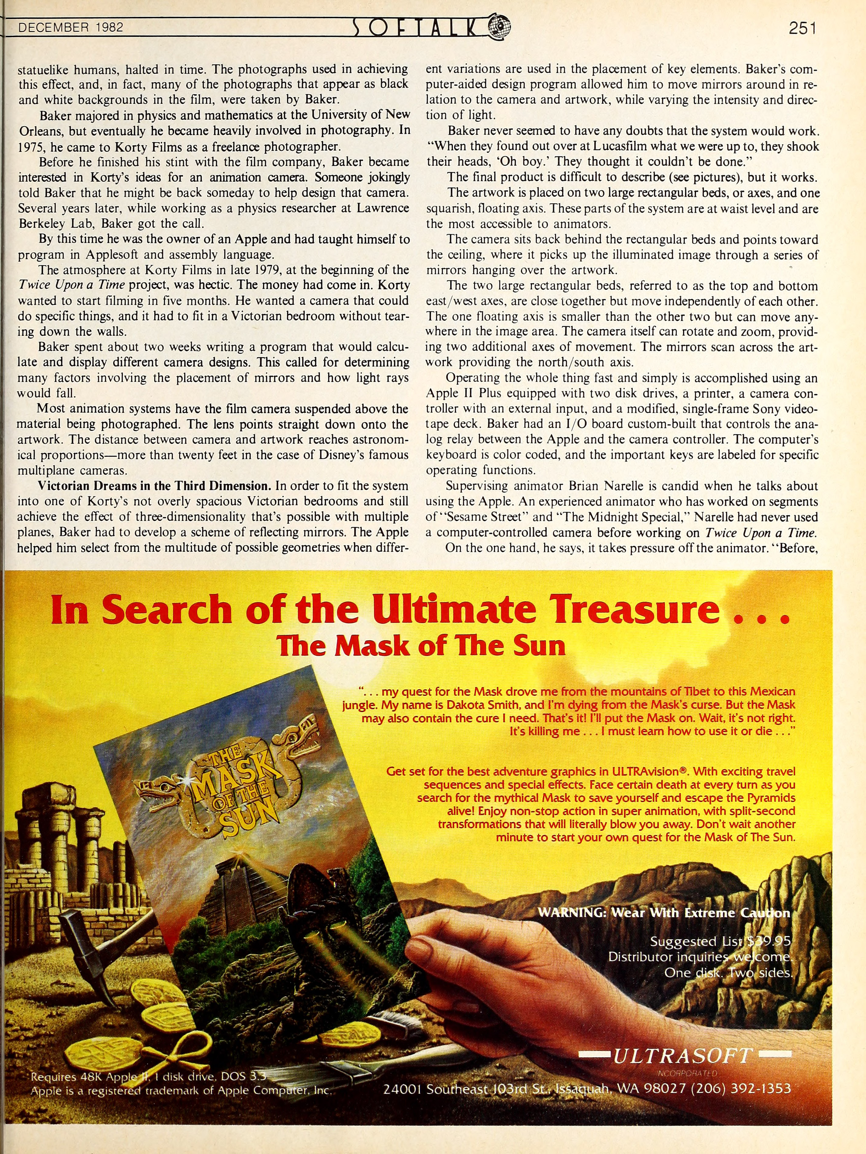 DECEMBER 1982
SOFTALK
251
statuelike humans, halted in time. The photographs used in achieving
this effect, and, in fact, many of the photographs that appear as black
and white backgrounds in the film, were taken by Baker.
Baker majored in physics and mathematics at the University of New
Orleans, but eventually he became heavily involved in photography. In
1975, he came to Korty Films as a freelance photographer.
Before he finished his stint with the film company, Baker became
interested in Korty's ideas for an animation camera. Someone jokingly
told Baker that he might be back someday to help design that camera.
Several years later, while working as a physics researcher at Lawrence
Berkeley Lab, Baker got the call.
By this time he was the owner of an Apple and had taught himself to
program in Applesoft and assembly language.
The atmosphere at Korty Films in late 1979, at the beginning of the
Twice Upon a Time project, was hectic. The money had come in. Korty
wanted to start filming in five months. He wanted a camera that could
do specific things, and it had to fit in a Victorian bedroom without tear-
ing down the walls.
Baker spent about two weeks writing a program that would calcu-
late and display different camera designs. This called for determining
many factors involving the placement of mirrors and how light rays
would fall.
Most animation systems have the film camera suspended above the
material being photographed. The lens points straight down onto the
artwork. The distance between camera and artwork reaches astronom-
ical proportions—more than twenty feet in the case of Disney's famous
multiplane cameras.
Victorian Dreams in the Third Dimension. In order to fit the system
into one of Korty's not overly spacious Victorian bedrooms and still
achieve the effect of three-dimensionality that's possible with multiple
planes, Baker had to develop a scheme of reflecting mirrors. The Apple
helped him select from the multitude of possible geometries when differ-
ent variations are used in the placement of key elements. Baker's com-
puter-aided design program allowed him to move mirrors around in re-
lation to the camera and artwork, while varying the intensity and direc-
tion of light.
Baker never seemed to have any doubts that the system would work.
"When they found out over at Lucasfilm what we were up to, they shook
their heads, 'Oh boy.' They thought it couldn't be done."
The final product is difficult to describe (see pictures), but it works.
The artwork is placed on two large rectangular beds, or axes, and one
squarish, floating axis. These parts of the system are at waist level and are
the most accessible to animators.
The camera sits back behind the rectangular beds and points toward
the ceiling, where it picks up the illuminated image through a series of
mirrors hanging over the artwork.
The two large rectangular beds, referred to as the top and bottom
east/west axes, are close together but move independently of each other.
The one floating axis is smaller than the other two but can move any-
where in the image area. The camera itself can rotate and zoom, provid-
ing two additional axes of movement. The mirrors scan across the art-
work providing the north/south axis.
Operating the whole thing fast and simply is accomplished using an
Apple II Plus equipped with two disk drives, a printer, a camera con-
troller with an external input, and a modified, single-frame Sony video-
tape deck. Baker had an I/O board custom-built that controls the ana-
log relay between the Apple and the camera controller. The computer's
keyboard is color coded, and the important keys are labeled for specific
operating functions.
Supervising animator Brian Narelle is candid when he talks about
using the Apple. An experienced animator who has worked on segments
of "Sesame Street" and "The Midnight Special," Narelle had never used
a computer-controlled camera before working on Twice Upon a Time.
On the one hand, he says, it takes pressure off the animator. "Before,
In Search of the Ultimate Treasure . . .
The Mask of The Sun
". . . my quest for the Mask drove me from the mountains of Tibet to this Mexican
jungle. My name is Dakota Smith, and I'm dying from the Mask's curse. But the Mask
may also contain the cure I need. That's it! I'll put the Mask on. Wait, it's not right.
It's killing me . . . I must learn how to use it or die . . ."
THE
MASK
OF THE
SUN
Get set for the best adventure graphics in ULTRAvision®. With exciting travel
sequences and special effects. Face certain death at every turn as you
search for the mythical Mask to save yourself and escape the Pyramids
alive! Enjoy non-stop action in super animation, with split-second
transformations that will literally blow you away. Don't wait another
minute to start your own quest for the Mask of The Sun.
WARNING: Wear With Extreme Caution
Suggested List $39.95
Distributor inquiries welcome.
One disk. Two sides.
ULTRASOFT
INCORPORATED
Requires 48K Apple II, 1 disk drive, DOS 3.3
Apple is a registered trademark of Apple Computer, Inc.
24001 Southeast 103rd St., Issaquah, WA 98027 (206) 392-1353